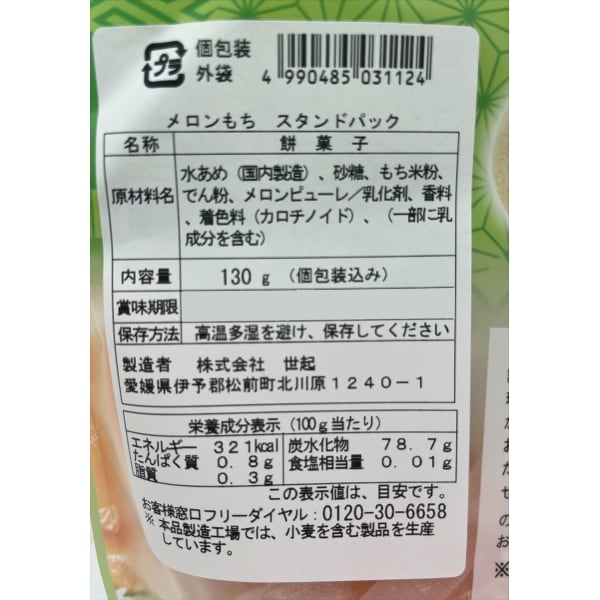 プラ
個包装
外袋
4 990485 031124
メロンもち スタンドパック
名称 餅菓子
原材料名 水あめ（国内製造）、砂糖、もち米粉、
でん粉、メロンピューレ／乳化剤、香料
、着色料（カロチノイド）、（一部に乳
成分を含む）
内容量 130g（個包装込み）
賞味期限
保存方法 高温多湿を避け、保存してください
製造者 株式会社 世起
愛媛県伊予郡松前町北川原１２４０－１
栄養成分表示（100g当たり）
エネルギー 321kcal 炭水化物 78.7g
たんぱく質 0.8g 食塩相当量 0.01g
脂質 0.3g
この表示値は、目安です。
お客様窓口フリーダイヤル:0120-30-6658
※ 本品製造工場では、小麦を含む製品を生産
しています。